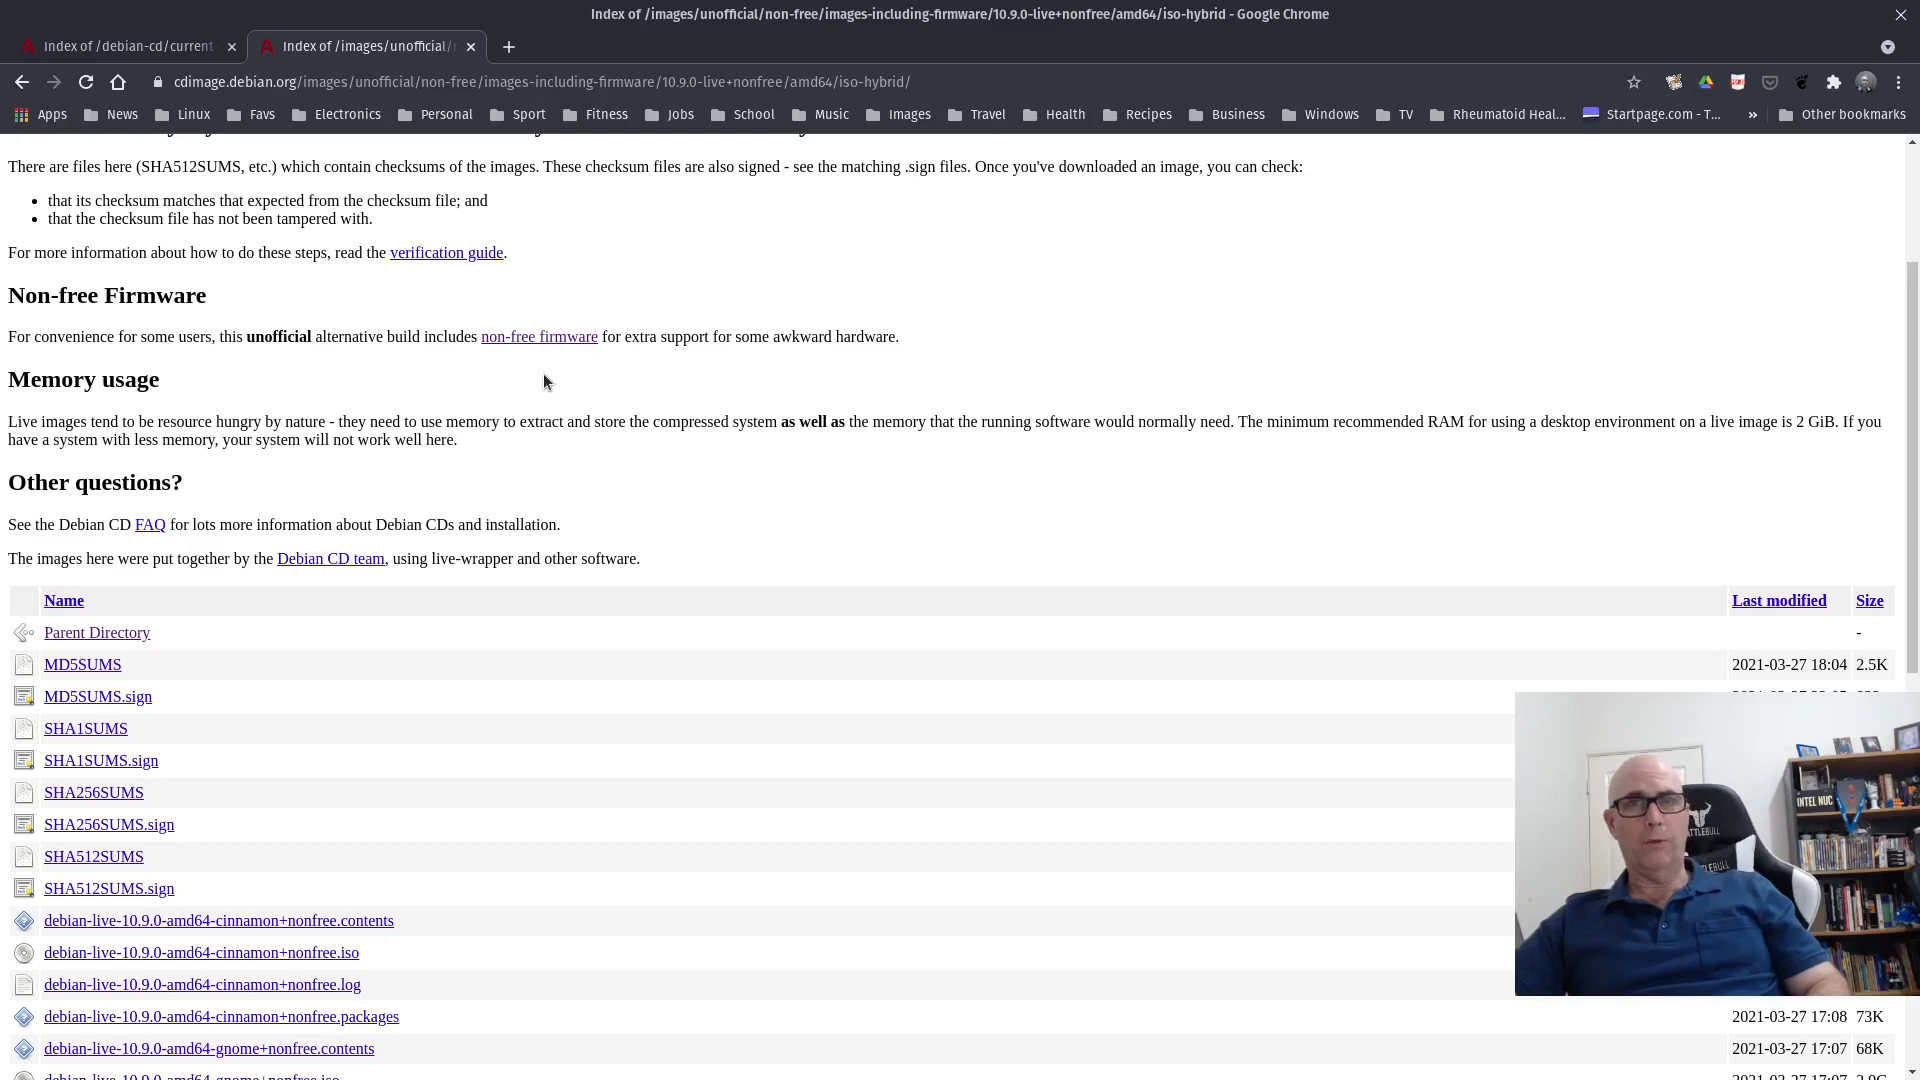 Index of /images/unofficial/non-free/images-including-firmware/10.9.0-live+nonfree/amd64/iso-hybrid - Google Chrome
Index of /debian-cd/current-
Index of /images/unofficial/
cdimage.debian.org/images/unofficial/non-free/images-including-firmware/10.9.0-live+nonfree/amd64/iso-hybrid/
Apps News Linux Favs Electronics Personal Sport Fitness Jobs School Music Images Travel Health Recipes Business Windows TV Rheumatoid Heal... Startpage.com - T... » Other bookmarks
There are files here (SHA512SUMS, etc.) which contain checksums of the images. These checksum files are also signed - see the matching .sign files. Once you've downloaded an image, you can check:
• that its checksum matches that expected from the checksum file; and
• that the checksum file has not been tampered with.
For more information about how to do these steps, read the verification guide.
Non-free Firmware
For convenience for some users, this unofficial alternative build includes non-free firmware for extra support for some awkward hardware.
Memory usage
Live images tend to be resource hungry by nature - they need to use memory to extract and store the compressed system as well as the memory that the running software would normally need. The minimum recommended RAM for using a desktop environment on a live image is 2 GiB. If you
have a system with less memory, your system will not work well here.
Other questions?
See the Debian CD FAQ for lots more information about Debian CDs and installation.
The images here were put together by the Debian CD team, using live-wrapper and other software.
Name Last modified Size
Parent Directory -
MD5SUMS 2021-03-27 18:04 2.5K
MD5SUMS.sign
SHA1SUMS
SHA1SUMS.sign
SHA256SUMS
SHA256SUMS.sign
SHA512SUMS
SHA512SUMS.sign
debian-live-10.9.0-amd64-cinnamon+nonfree.contents
debian-live-10.9.0-amd64-cinnamon+nonfree.iso
debian-live-10.9.0-amd64-cinnamon+nonfree.log
debian-live-10.9.0-amd64-cinnamon+nonfree.packages 2021-03-27 17:08 73K
debian-live-10.9.0-amd64-gnome+nonfree.contents 2021-03-27 17:07 68K
debian-live-10.9.0-amd64-gnome+nonfree.iso
INTEL NUC